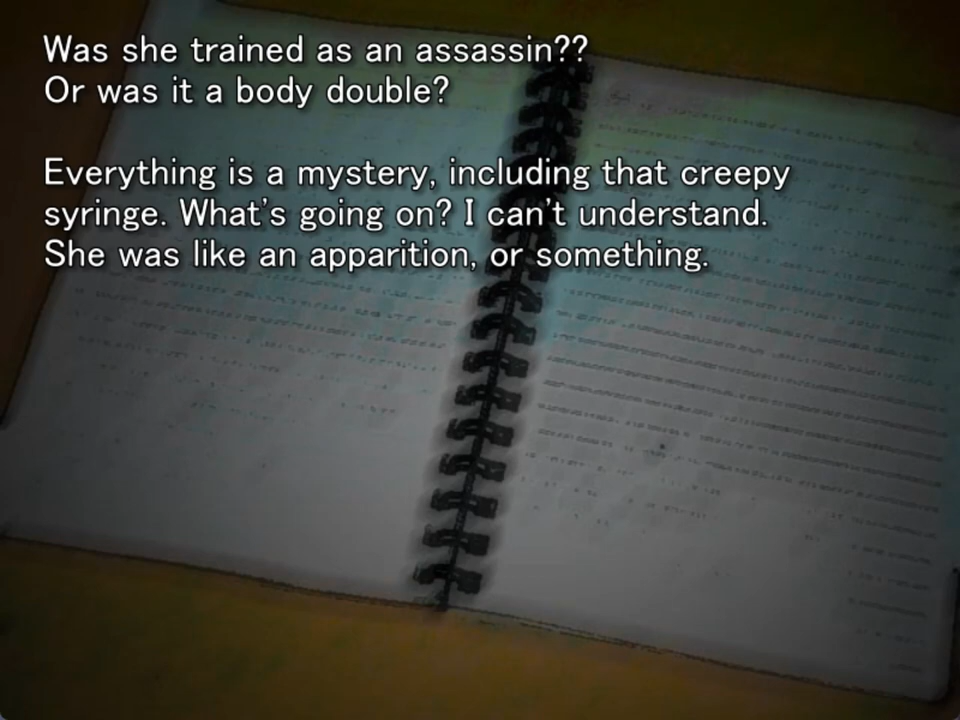 Was she trained as an assassin??
Or was it a body double?
Everything is a mystery, including that creepy
syringe. What's going on? I can't understand.
She was like an apparition, or something.